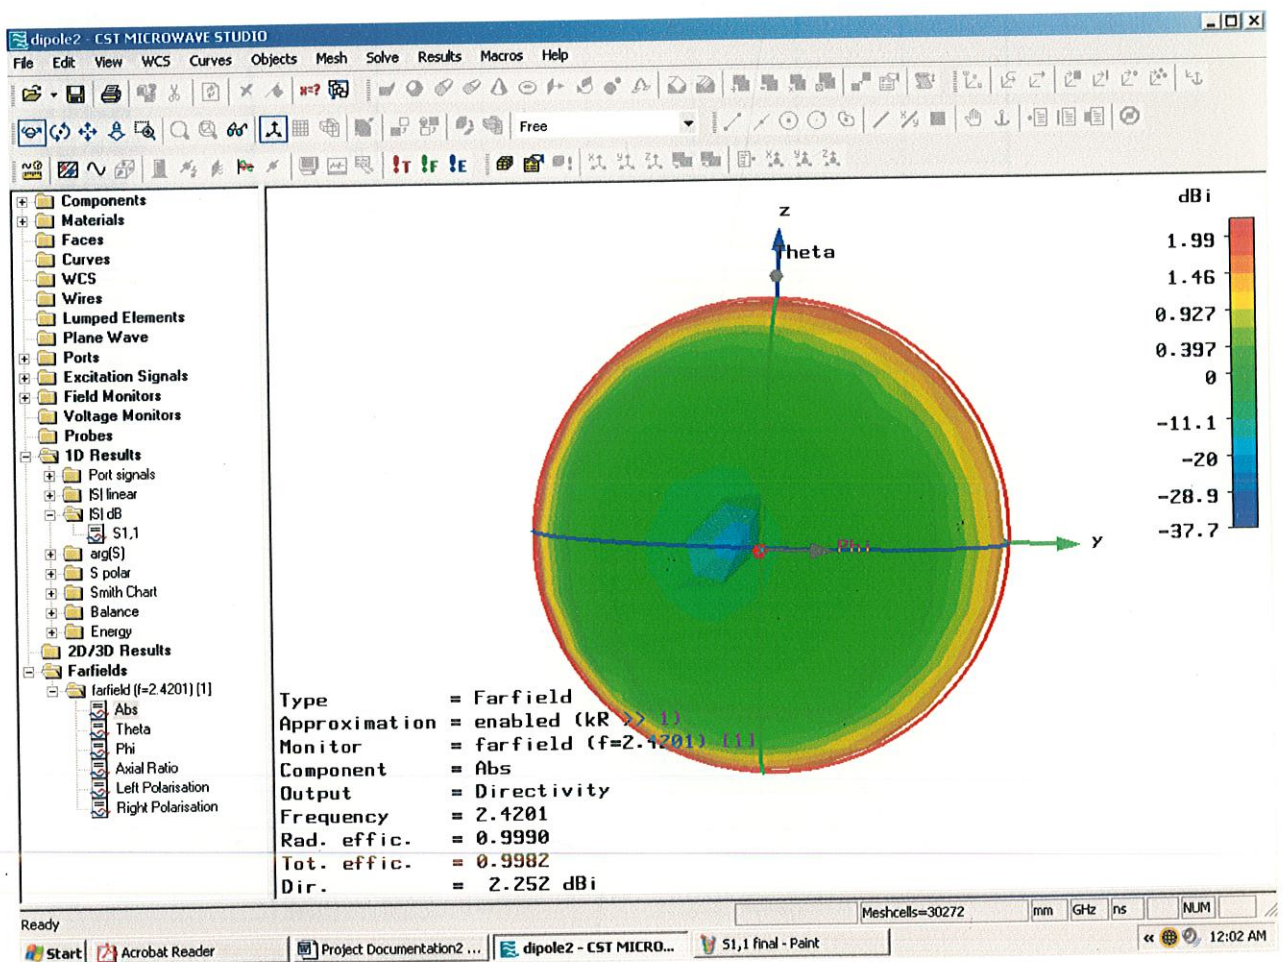 dipole2 - CST MICROWAVE STUDIO
File Edit View WCS Curves Objects Mesh Solve Results Macros Help
x=?
Free
!T !F !E
Components
Materials
Faces
Curves
WCS
Wires
Lumped Elements
Plane Wave
Ports
Excitation Signals
Field Monitors
Voltage Monitors
Probes
1D Results
Port signals
|S| linear
|S| dB
S1,1
arg(S)
S polar
Smith Chart
Balance
Energy
2D/3D Results
Farfields
farfield (f=2.4201) [1]
Abs
Theta
Phi
Axial Ratio
Left Polarisation
Right Polarisation
z
Theta
Phi
y
dBi
1.99
1.46
0.927
0.397
0
-11.1
-20
-28.9
-37.7
Type = Farfield
Approximation = enabled (kR >> 1)
Monitor = farfield (f=2.4201) [1]
Component = Abs
Output = Directivity
Frequency = 2.4201
Rad. effic. = 0.9990
Tot. effic. = 0.9982
Dir. = 2.252 dBi
Ready
Meshcells=30272 mm GHz ns NUM
Start Acrobat Reader Project Documentation2 ... dipole2 - CST MICRO... S1,1 final - Paint « 12:02 AM